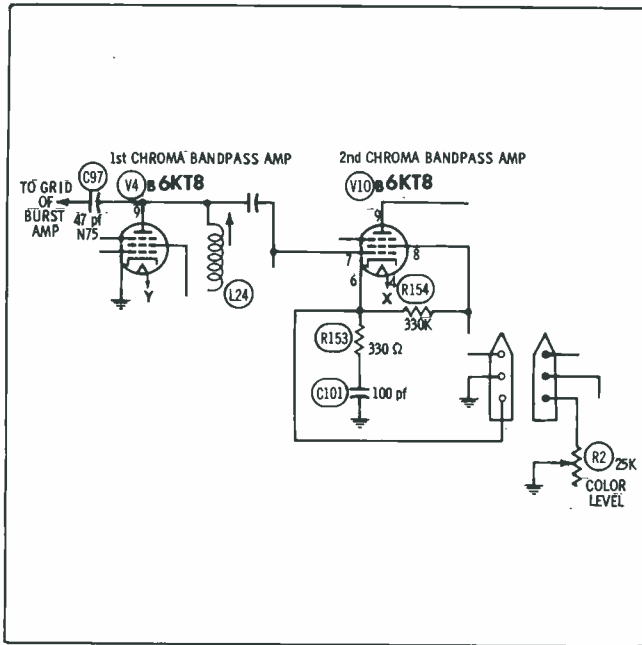 1st CHROMA BANDPASS AMP
2nd CHROMA BANDPASS AMP
C97
V4 B 6KT8
V10 B 6KT8
TO GRID
OF
BURST
AMP
47 pf
N75
9
9
7
8
6
4
Y
X
L24
R154
330K
R153
330 Ω
C101
100 pf
R2
25K
COLOR
LEVEL